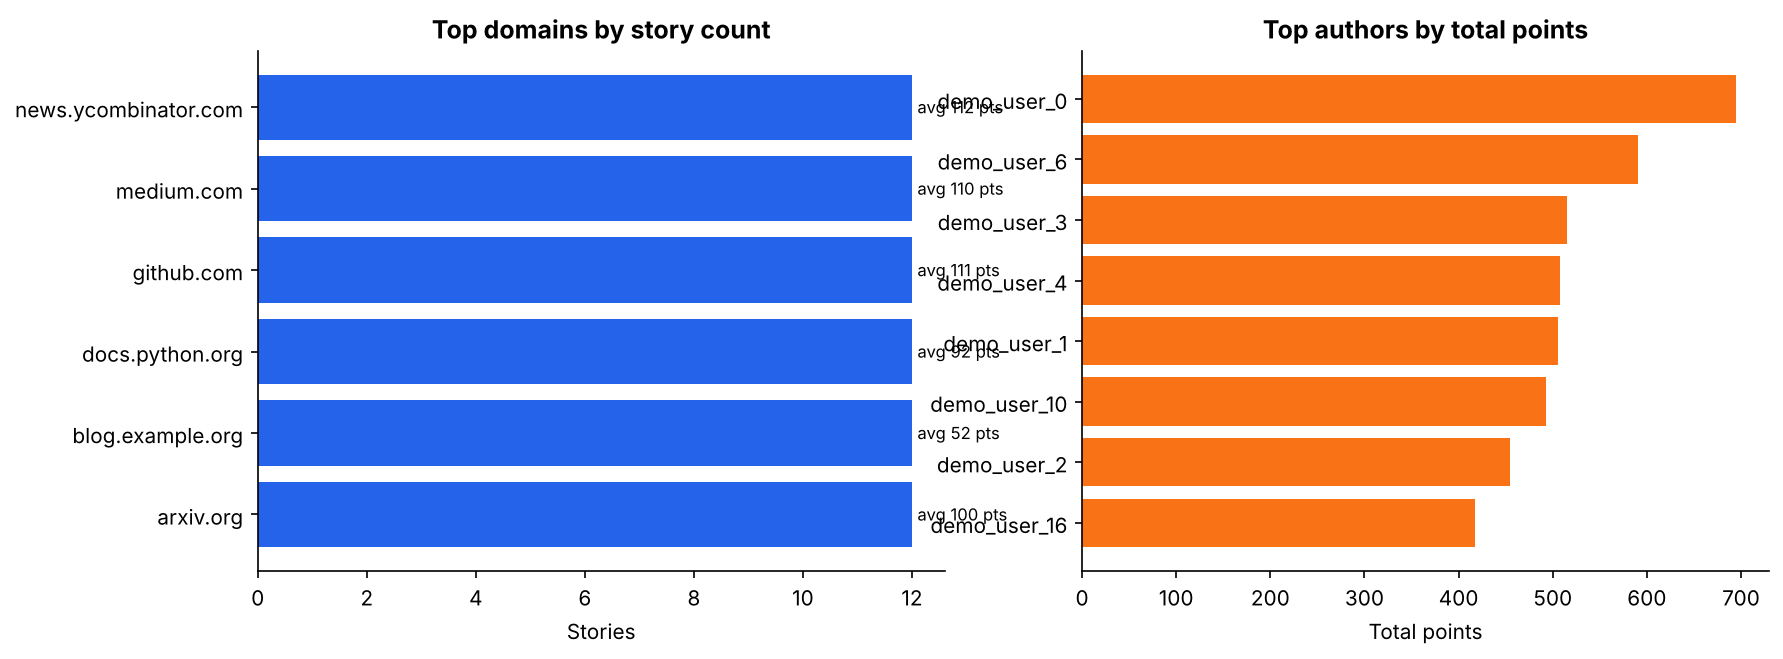 Top domains by story count
news.ycombinator.com
avg 112 pts
medium.com
avg 110 pts
github.com
avg 111 pts
docs.python.org
avg 92 pts
blog.example.org
avg 52 pts
arxiv.org
avg 100 pts
0 2 4 6 8 10 12
Stories
Top authors by total points
demo_user_0
demo_user_6
demo_user_3
demo_user_4
demo_user_1
demo_user_10
demo_user_2
demo_user_16
0 100 200 300 400 500 600 700
Total points